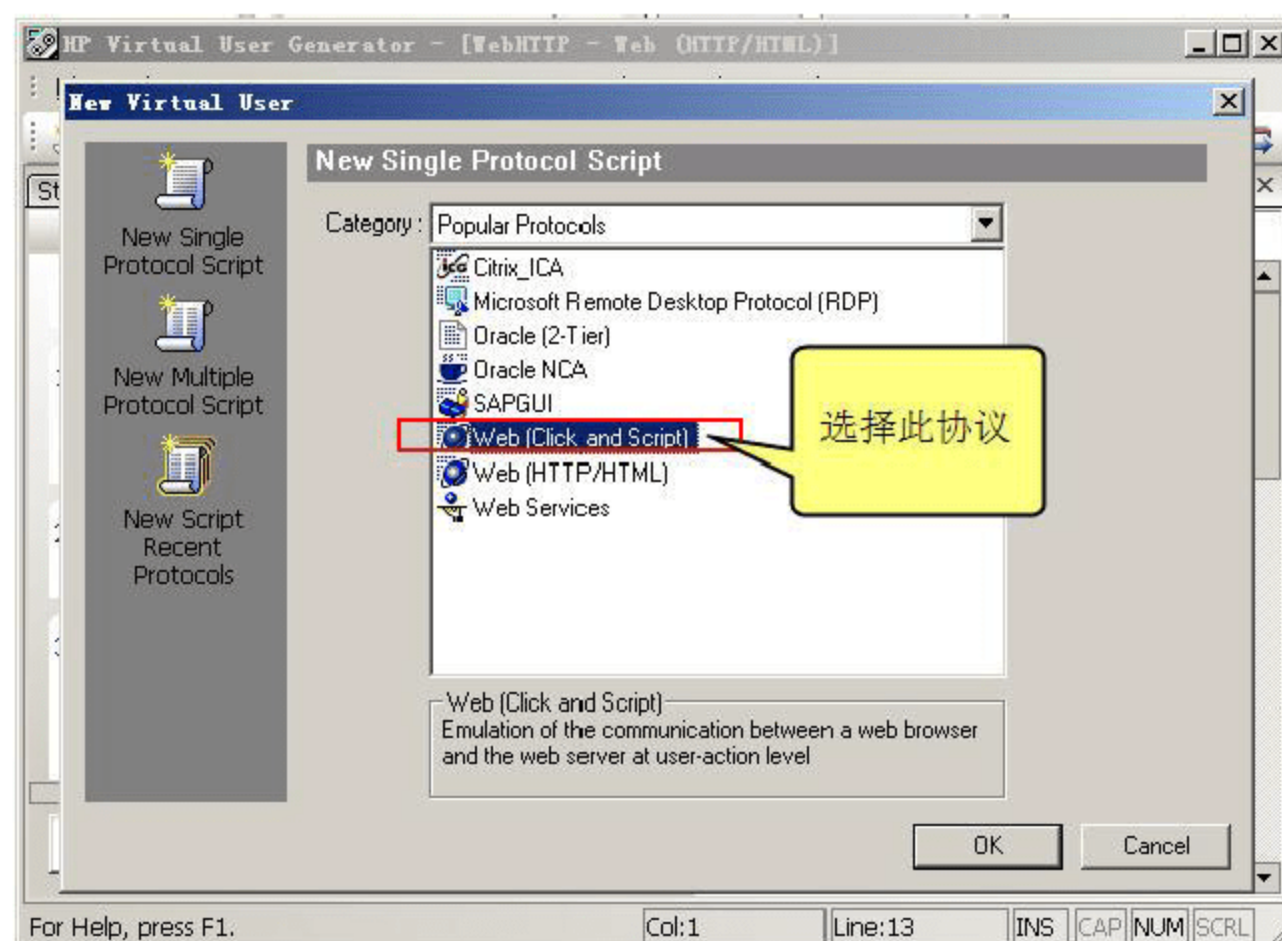 HP Virtual User Generator - [WebHTTP - Web (HTTP/HTML)]
New Virtual User
St
New Single
Protocol Script
New Multiple
Protocol Script
New Script
Recent
Protocols
New Single Protocol Script
Category :
Popular Protocols
Citrix_ICA
Microsoft Remote Desktop Protocol (RDP)
Oracle (2-Tier)
Oracle NCA
SAPGUI
Web (Click and Script)
Web (HTTP/HTML)
Web Services
选择此协议
Web (Click and Script)
Emulation of the communication between a web browser
and the web server at user-action level
OK
Cancel
For Help, press F1.
Col:1
Line:13
INS
CAP
NUM
SCRL